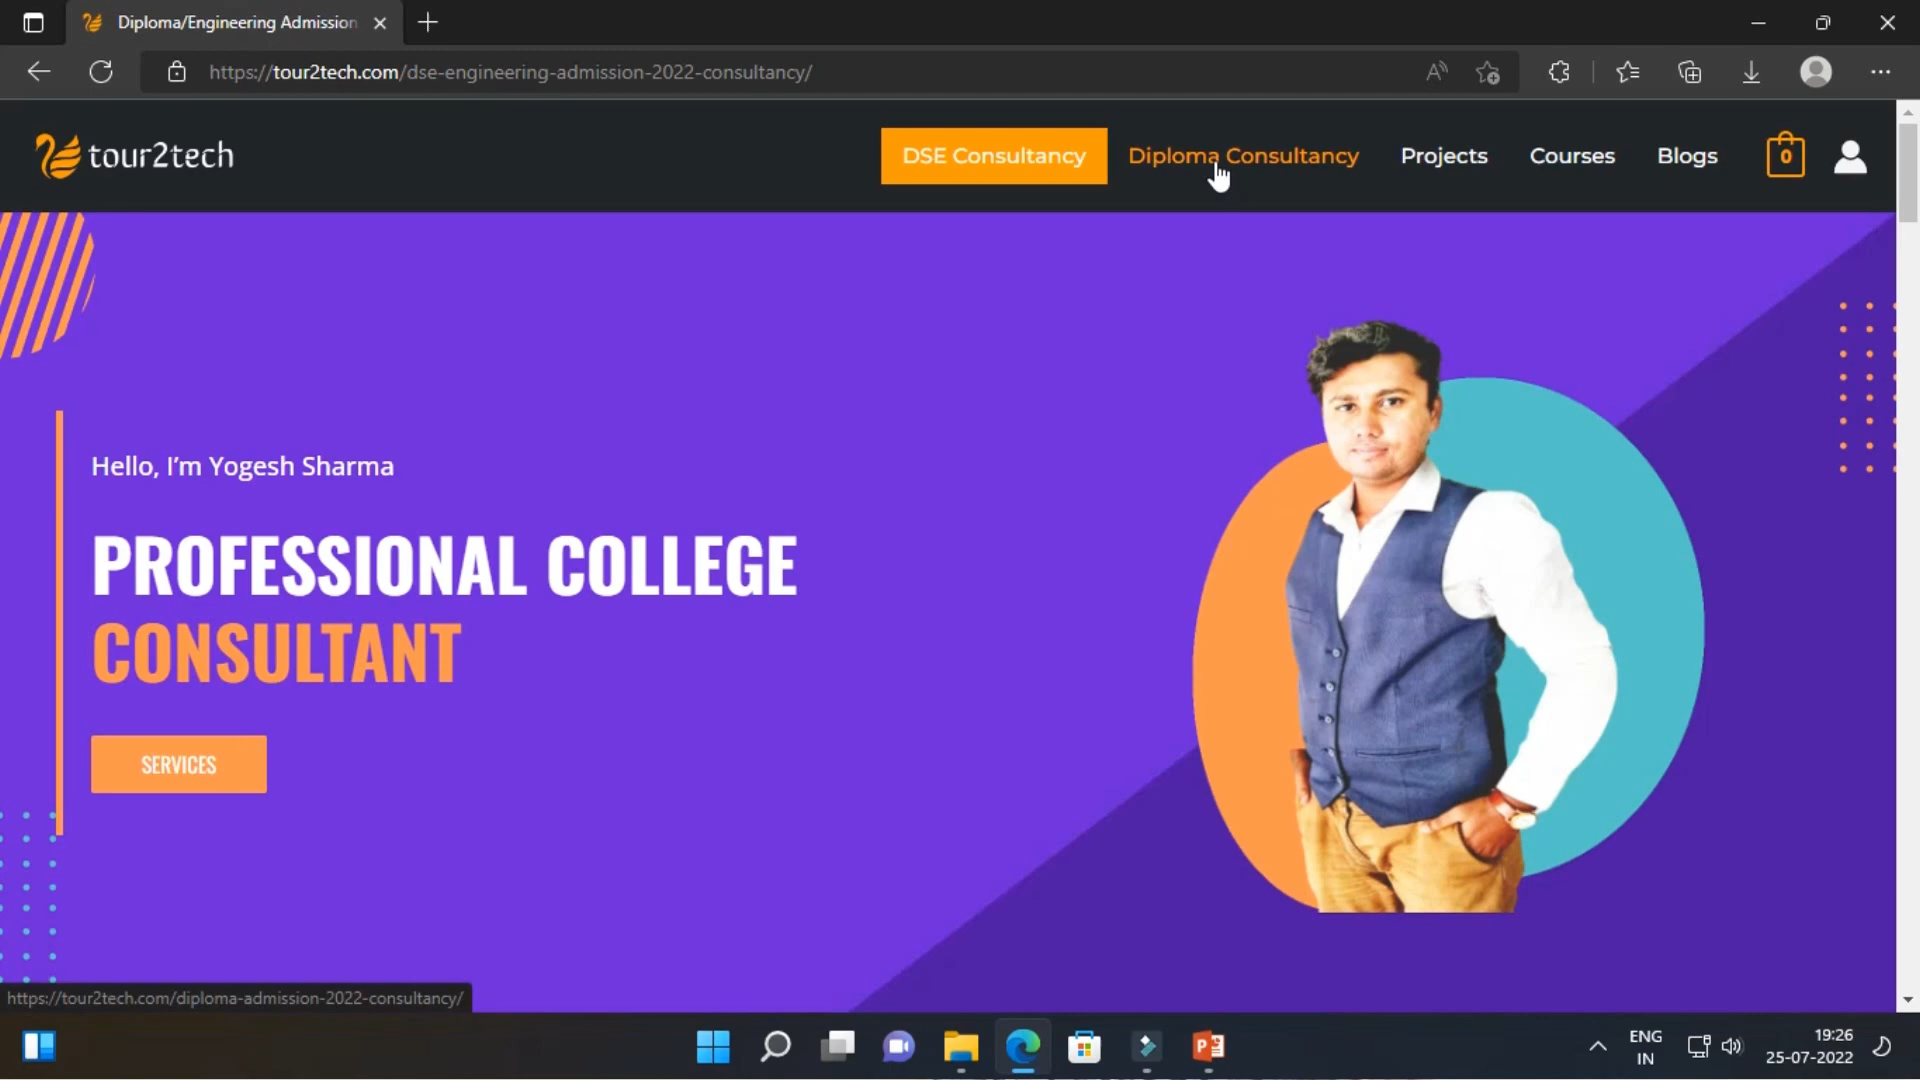 Diploma/Engineering Admission
https://tour2tech.com/dse-engineering-admission-2022-consultancy/
tour2tech
DSE Consultancy
Diploma Consultancy
Projects
Courses
Blogs
0
Hello, I’m Yogesh Sharma
PROFESSIONAL COLLEGE
CONSULTANT
SERVICES
https://tour2tech.com/diploma-admission-2022-consultancy/
ENG
IN
19:26
25-07-2022